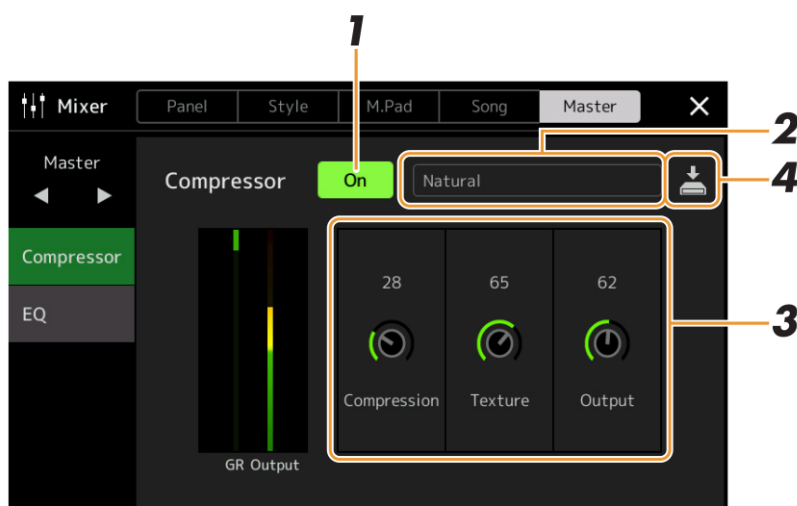 1
Mixer Panel Style M.Pad Song Master
2
Master
Compressor On Natural
4
Compressor
28 65 62
EQ
3
Compression Texture Output
GR Output